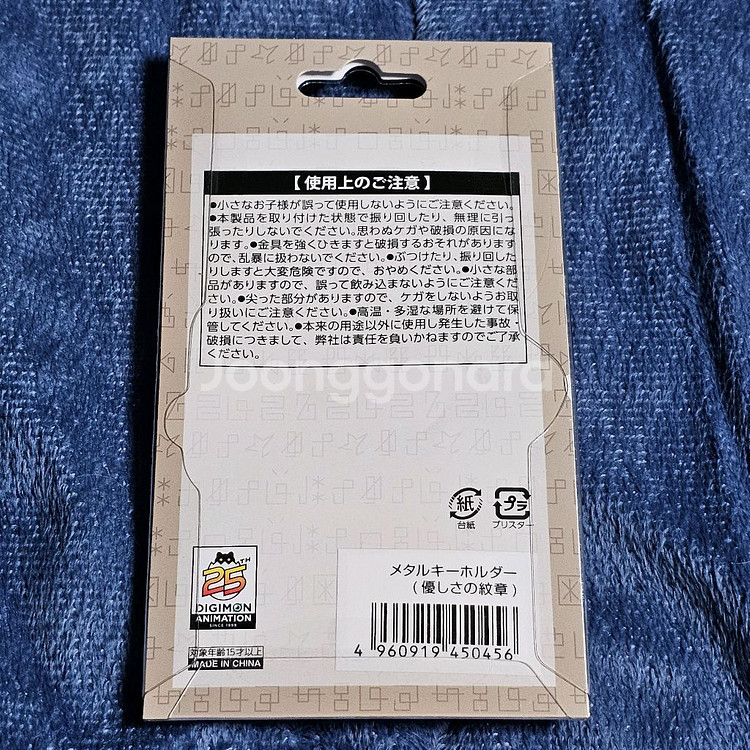 【使用上のご注意】
●小さなお子様が誤って使用しないようにご注意ください。
●本製品を取り付けた状態で振り回したり、無理に引っ
張ったりしないでください。思わぬケガや破損の原因にな
ります。●金具を強くひきますと破損するおそれがあります
ので、乱暴に扱わないでください。●ぶつけたり、振り回した
りしますと大変危険ですので、おやめください。●小さな部
品がありますので、誤って飲み込まないようにご注意くだ
さい。●尖った部分がありますので、ケガをしないようお取
り扱いにご注意ください。●高温・多湿な場所を避けて保
管してください。●本来の用途以外に使用し発生した事故・
破損につきまして、弊社は責任を負いかねますのでご了承
ください。
Joonggonara
紙
台紙
プラ
ブリスター
25TH
DIGIMON
ANIMATION
SINCE 1999
対象年齢15才以上
MADE IN CHINA
メタルキーホルダー
(優しさの紋章)
4 960919 450456